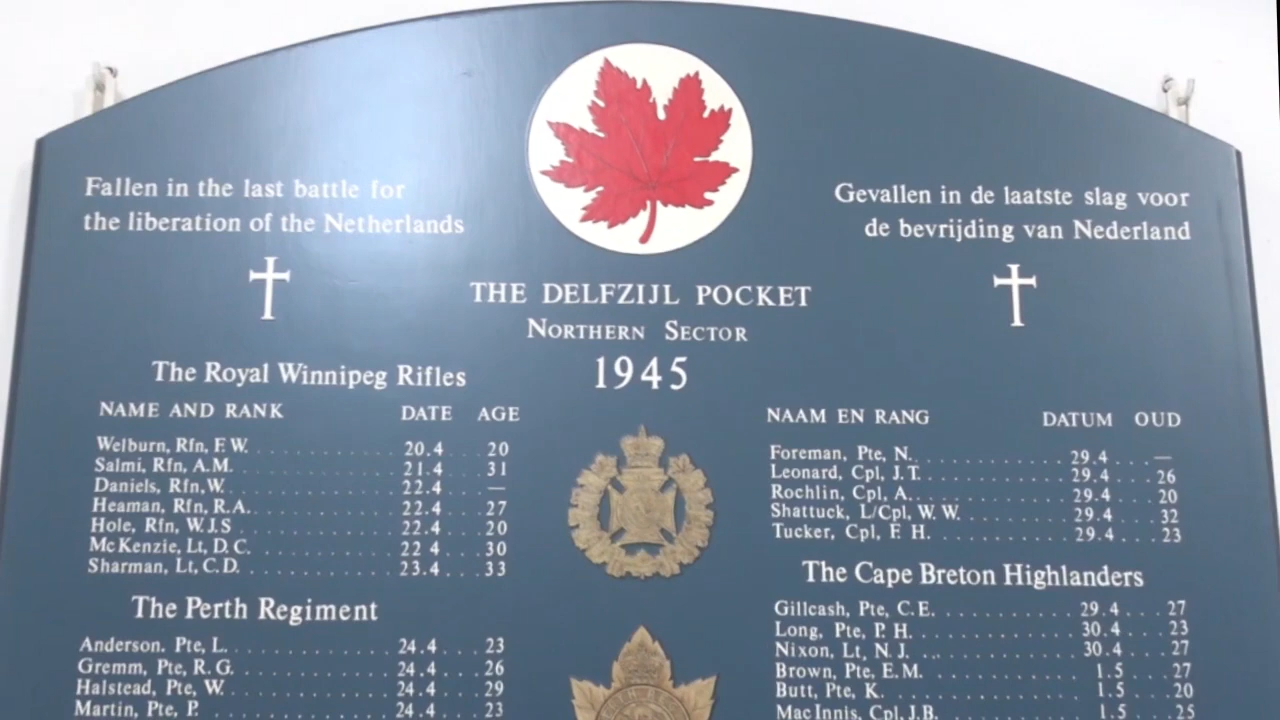 Fallen in the last battle for
the liberation of the Netherlands
Gevallen in de laatste slag voor
de bevrijding van Nederland
THE DELFZIJL POCKET
NORTHERN SECTOR
1945
The Royal Winnipeg Rifles
NAME AND RANK DATE AGE
Welburn, Rfn, F. W. 20.4 20
Salmi, Rfn, A.M. 21.4 31
Daniels, Rfn, W. 22.4 —
Heaman, Rfn, R.A. 22.4 27
Hole, Rfn, W.J.S 22.4 20
McKenzie, Lt, D.C. 22 4 30
Sharman, Lt, C.D. 23.4 33
The Perth Regiment
Anderson. Pte, L. 24.4 23
Gremm, Pte, R.G. 24.4 26
Halstead, Pte, W. 24.4 29
Martin, Pte, P. 24.4 23
NAAM EN RANG DATUM OUD
Foreman, Pte, N. 29.4 —
Leonard, Cpl, J.T. 29.4 26
Rochlin, Cpl, A. 29.4 20
Shattuck, L/Cpl, W. W. 29.4 32
Tucker, Cpl, F. H. 29.4 23
The Cape Breton Highlanders
Gillcash, Pte, C.E. 29.4 27
Long, Pte, P. H. 30.4 23
Nixon, Lt, N.J. 30.4 27
Brown, Pte, E.M. 1.5 27
Butt, Pte, K. 1.5 20
MacInnis, Cpl, J.B. 1.5 25